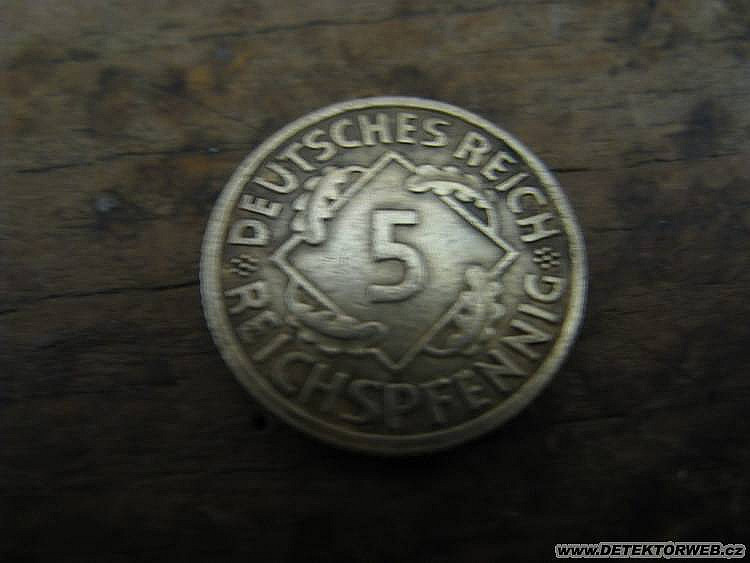 DEUTSCHES REICH
5
REICHSPFENNIG
www.DETEKTORWEB.cz